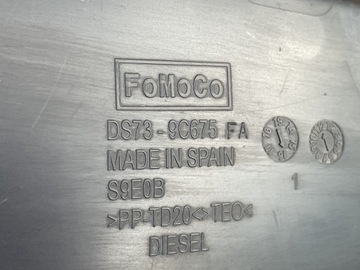 FoMoCo
DS73-9C675 FA
MADE IN SPAIN
S9E0B
1
>PP-TD20<>TEO<
DIESEL